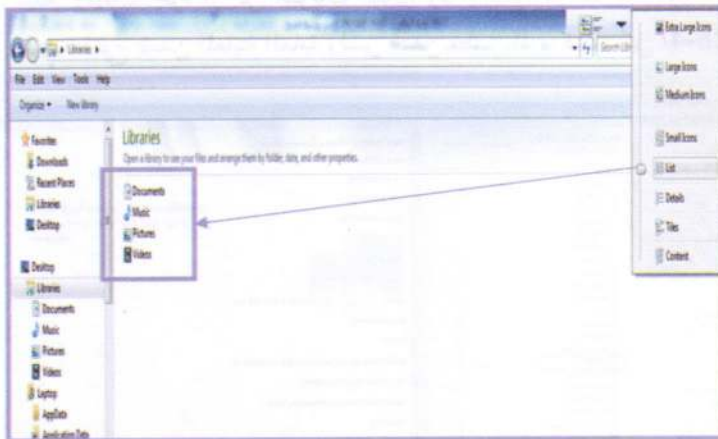 Libraries
File Edit View Tools Help
Organize
New library
Favorites
Downloads
Recent Places
Libraries
Desktop
Desktop
Libraries
Documents
Music
Pictures
Videos
Laptop
AppData
Application Data
Libraries
Open a library to see your files and arrange them by folder, date, and other properties.
Documents
Music
Pictures
Videos
Extra Large Icons
Large Icons
Medium Icons
Small Icons
List
Details
Tiles
Content